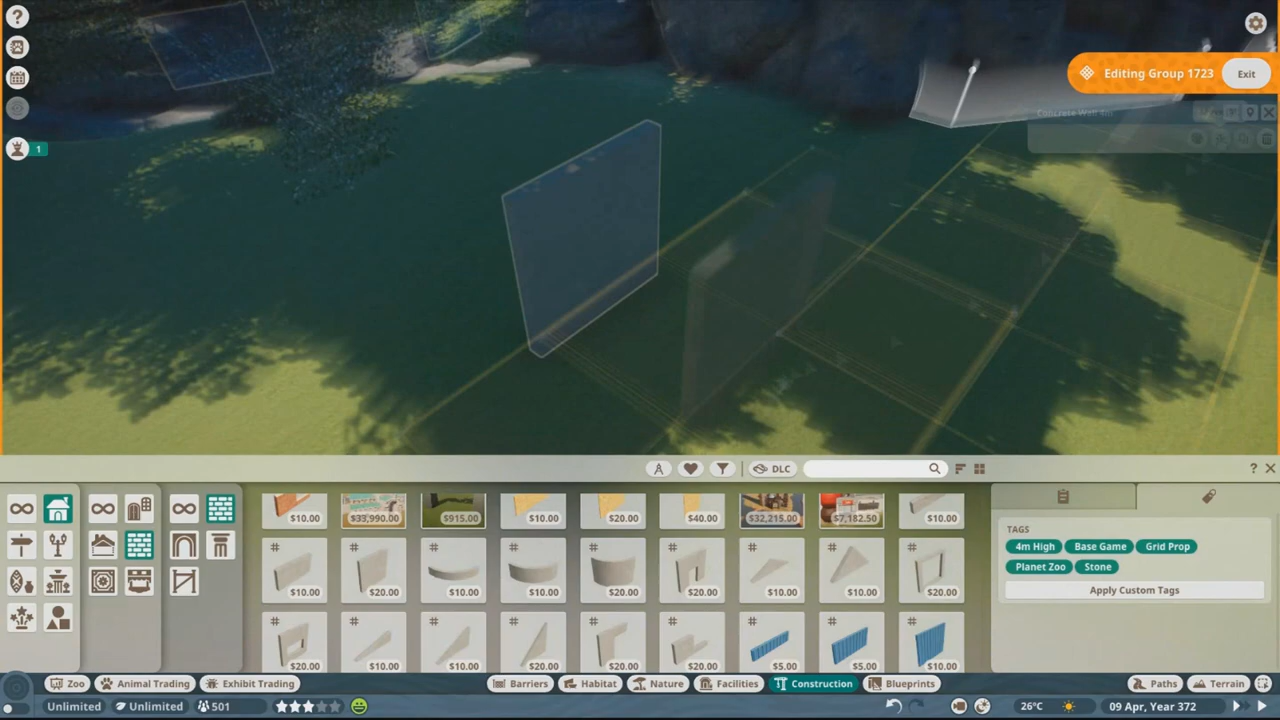 ?
Editing Group 1723 Exit
Concrete Wall 4m
1
DLC
? X
$10.00 $33,990.00 $915.00 $10.00 $20.00 $40.00 $32,215.00 $7,182.50 $10.00
# # # # # # # # #
$10.00 $20.00 $10.00 $10.00 $20.00 $20.00 $10.00 $10.00 $20.00
# # # # # #
$20.00 $10.00 $10.00 $20.00 $20.00 $20.00 $5.00 $5.00 $10.00
TAGS
4m High Base Game Grid Prop
Planet Zoo Stone
Apply Custom Tags
Zoo Animal Trading Exhibit Trading Barriers Habitat Nature Facilities Construction Blueprints Paths Terrain
Unlimited Unlimited 501 26°C 09 Apr, Year 372